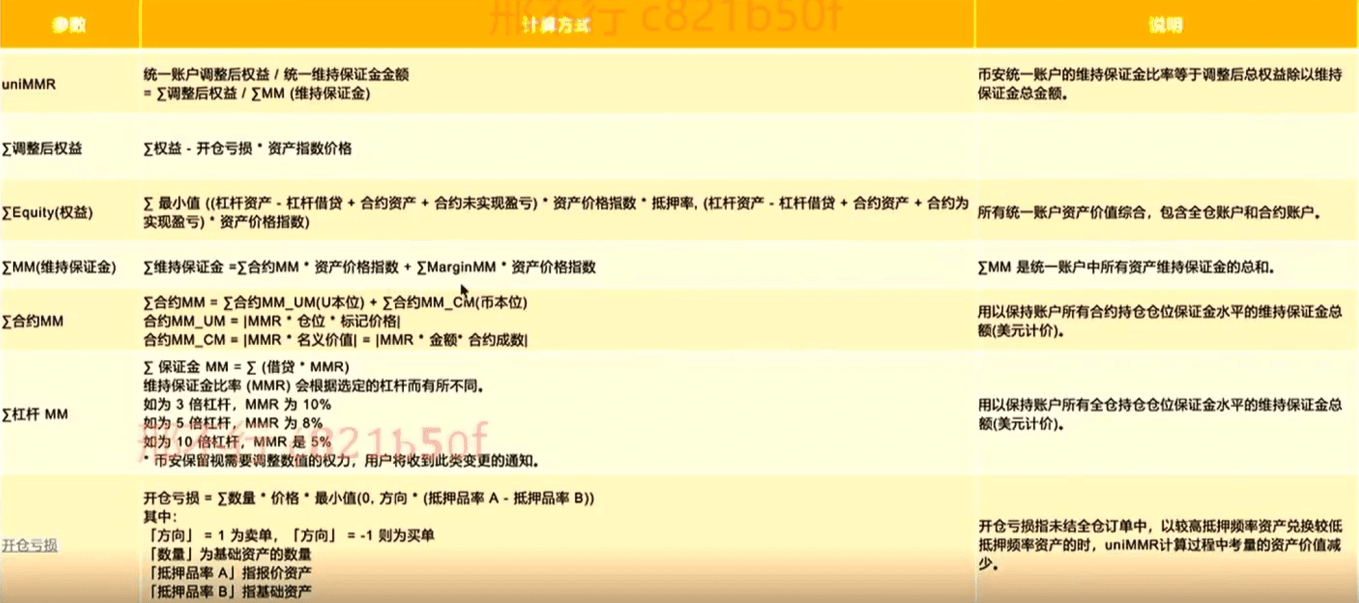 参数
计算方式
说明
邢不行 c821b50f
uniMMR
统一账户调整后权益 / 统一维持保证金金额
= ∑调整后权益 / ∑MM (维持保证金)
币安统一账户的维持保证金比率等于调整后总权益除以维持
保证金总金额。
∑调整后权益
∑权益 - 开仓亏损 * 资产指数价格
∑Equity(权益)
∑ 最小值 ((杠杆资产 - 杠杆借贷 + 合约资产 + 合约未实现盈亏) * 资产价格指数 * 抵押率, (杠杆资产 - 杠杆借贷 + 合约资产 + 合约为
实现盈亏) * 资产价格指数)
所有统一账户资产价值综合，包含全仓账户和合约账户。
∑MM(维持保证金)
∑维持保证金 =∑合约MM * 资产价格指数 + ∑MarginMM * 资产价格指数
∑MM 是统一账户中所有资产维持保证金的总和。
∑合约MM
∑合约MM = ∑合约MM_UM(U本位) + ∑合约MM_CM(币本位)
合约MM_UM = |MMR * 仓位 * 标记价格|
合约MM_CM = |MMR * 名义价值| = |MMR * 金额* 合约成数|
用以保持账户所有合约持仓仓位保证金水平的维持保证金总
额(美元计价)。
∑杠杆 MM
∑ 保证金 MM = ∑ (借贷 * MMR)
维持保证金比率 (MMR) 会根据选定的杠杆而有所不同。
如为 3 倍杠杆，MMR 为 10%
如为 5 倍杠杆，MMR 为 8%
如为 10 倍杠杆，MMR 是 5%
* 币安保留视需要调整数值的权力，用户将收到此类变更的通知。
用以保持账户所有全仓持仓仓位保证金水平的维持保证金总
额(美元计价)。
邢不行 c821b50f
开仓亏损
开仓亏损 = ∑数量 * 价格 * 最小值(0, 方向 * (抵押品率 A - 抵押品率 B))
其中：
「方向」 = 1 为卖单，「方向」 = -1 则为买单
「数量」为基础资产的数量
「抵押品率 A」指报价资产
「抵押品率 B」指基础资产
开仓亏损指未结全仓订单中，以较高抵押频率资产兑换较低
抵押频率资产的时，uniMMR计算过程中考量的资产价值减
少。